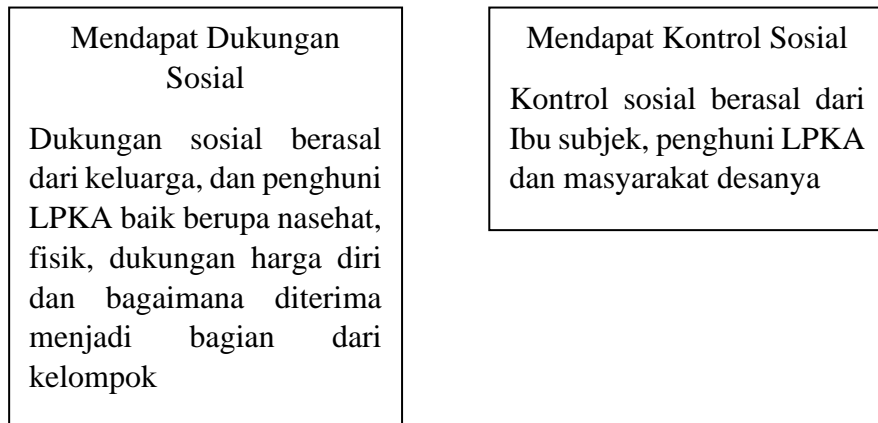 Mendapat Dukungan
Sosial
Dukungan sosial berasal
dari keluarga, dan penghuni
LPKA baik berupa nasehat,
fisik, dukungan harga diri
dan bagaimana diterima
menjadi bagian dari
kelompok
Mendapat Kontrol Sosial
Kontrol sosial berasal dari
Ibu subjek, penghuni LPKA
dan masyarakat desanya